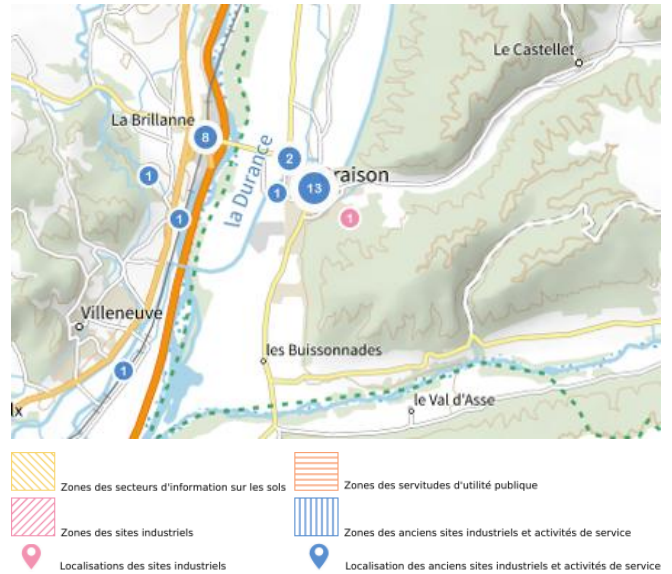 Le Castellet
La Brillanne
8
2
1
raison
1
13
la Durance
1
1
Villeneuve
les Buissonnades
1
lx
le Val d'Asse
Zones des secteurs d'information sur les sols
Zones des servitudes d'utilité publique
Zones des sites industriels
Zones des anciens sites industriels et activités de service
Localisations des sites industriels
Localisation des anciens sites industriels et activités de service